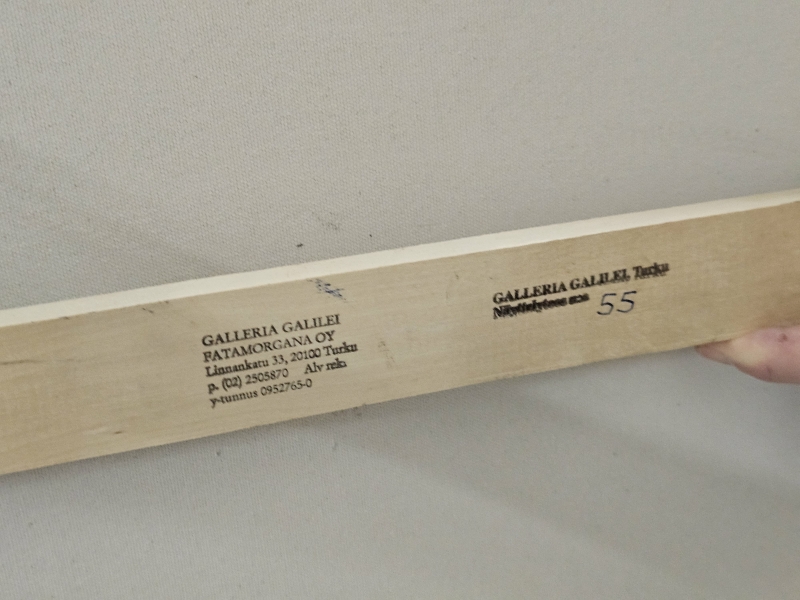 GALLERIA GALILEI
FATAMORGANA OY
Linnankatu 33, 20100 Turku
p. (02) 2505870 Alv rek.
y-tunnus 0952765-0
GALLERIA GALILEI, Turku
Näyttelyteos n:o 55